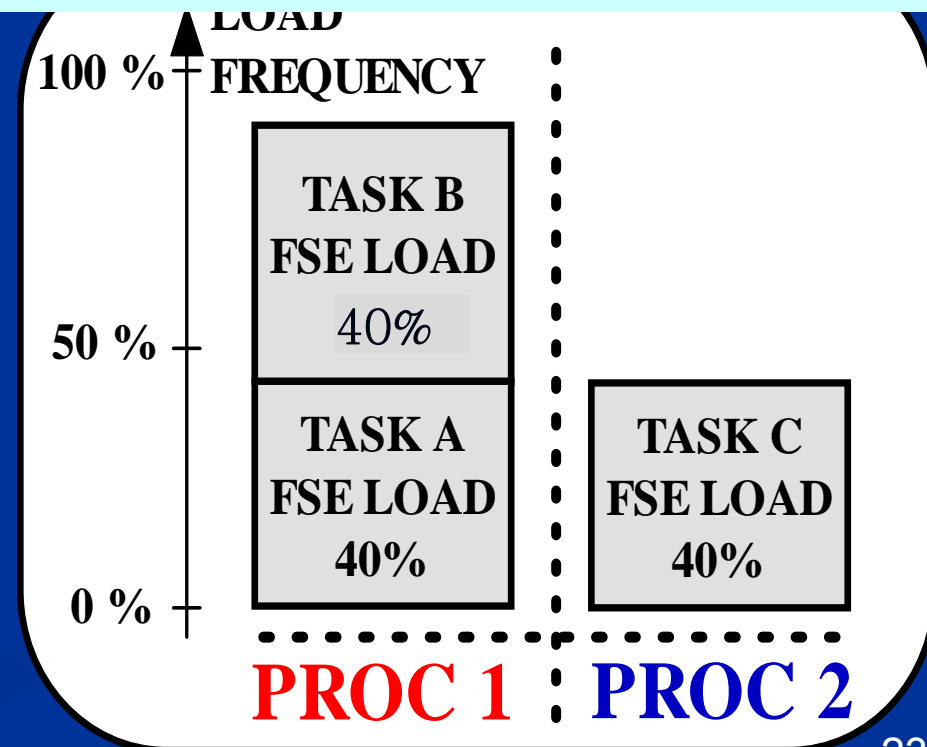 LOAD
100 % FREQUENCY
TASK B
FSE LOAD
40%
50 %
TASK A
FSE LOAD
40%
TASK C
FSE LOAD
40%
0 %
PROC 1
PROC 2